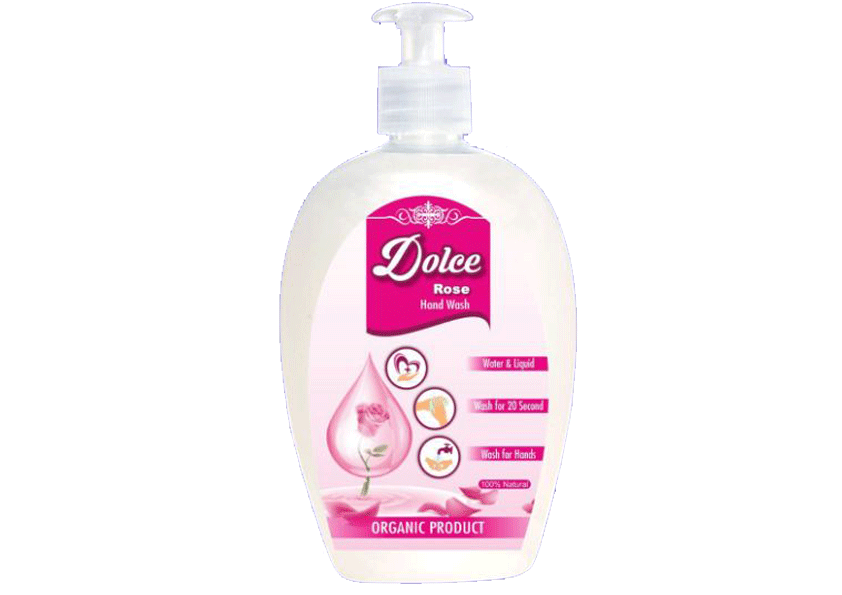 Dolce
Rose
Hand Wash
Water & Liquid
Wash for 20 Second
Wash for Hands
100% Natural
ORGANIC PRODUCT